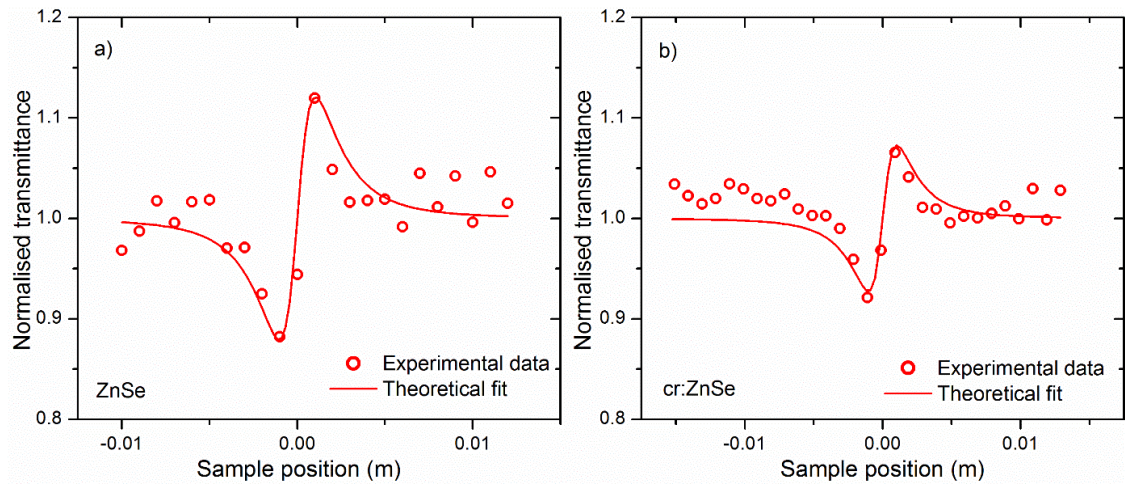 a)
Normalised transmittance
1.2
1.1
1.0
0.9
0.8
Experimental data
Theoretical fit
ZnSe
-0.01 0.00 0.01
Sample position (m)
b)
Normalised transmittance
1.2
1.1
1.0
0.9
0.8
Experimental data
Theoretical fit
cr:ZnSe
-0.01 0.00 0.01
Sample position (m)